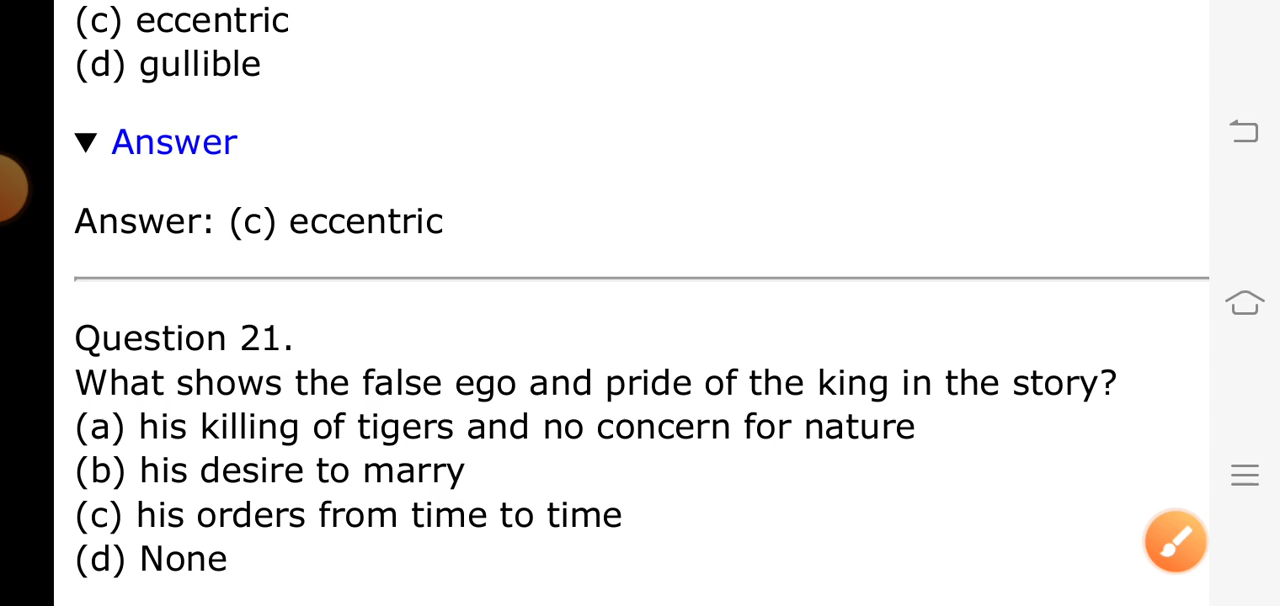 (c) eccentric
(d) gullible
▼ Answer
Answer: (c) eccentric
Question 21.
What shows the false ego and pride of the king in the story?
(a) his killing of tigers and no concern for nature
(b) his desire to marry
(c) his orders from time to time
(d) None